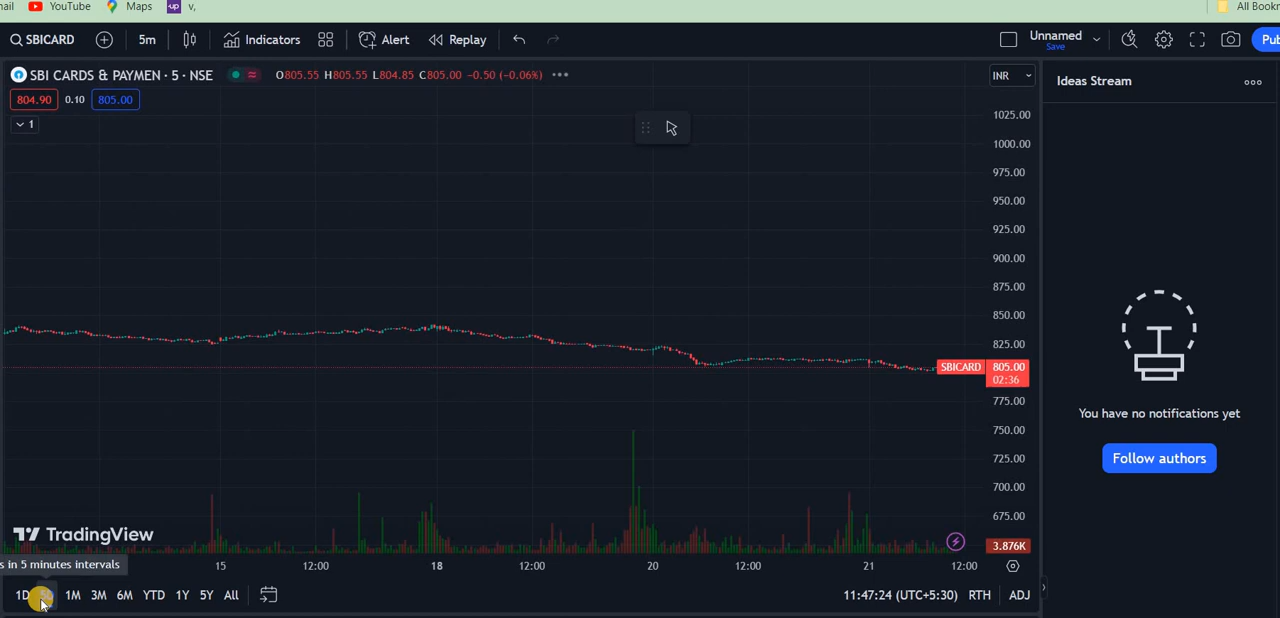 YouTube Maps up v,
All Bookm
SBICARD 5m Indicators Alert Replay Unnamed
Save
Pub
SBI CARDS & PAYMEN · 5 · NSE O805.55 H805.55 L804.85 C805.00 -0.50 (-0.06%) INR
804.90 0.10 805.00
1
Ideas Stream
1025.00
1000.00
975.00
950.00
925.00
900.00
875.00
850.00
825.00
SBICARD 805.00
02:36
775.00
750.00
725.00
700.00
675.00
3.876K
You have no notifications yet
Follow authors
TradingView
s in 5 minutes intervals
15 12:00 18 12:00 20 12:00 21 12:00
1D 1M 3M 6M YTD 1Y 5Y All 11:47:24 (UTC+5:30) RTH ADJ